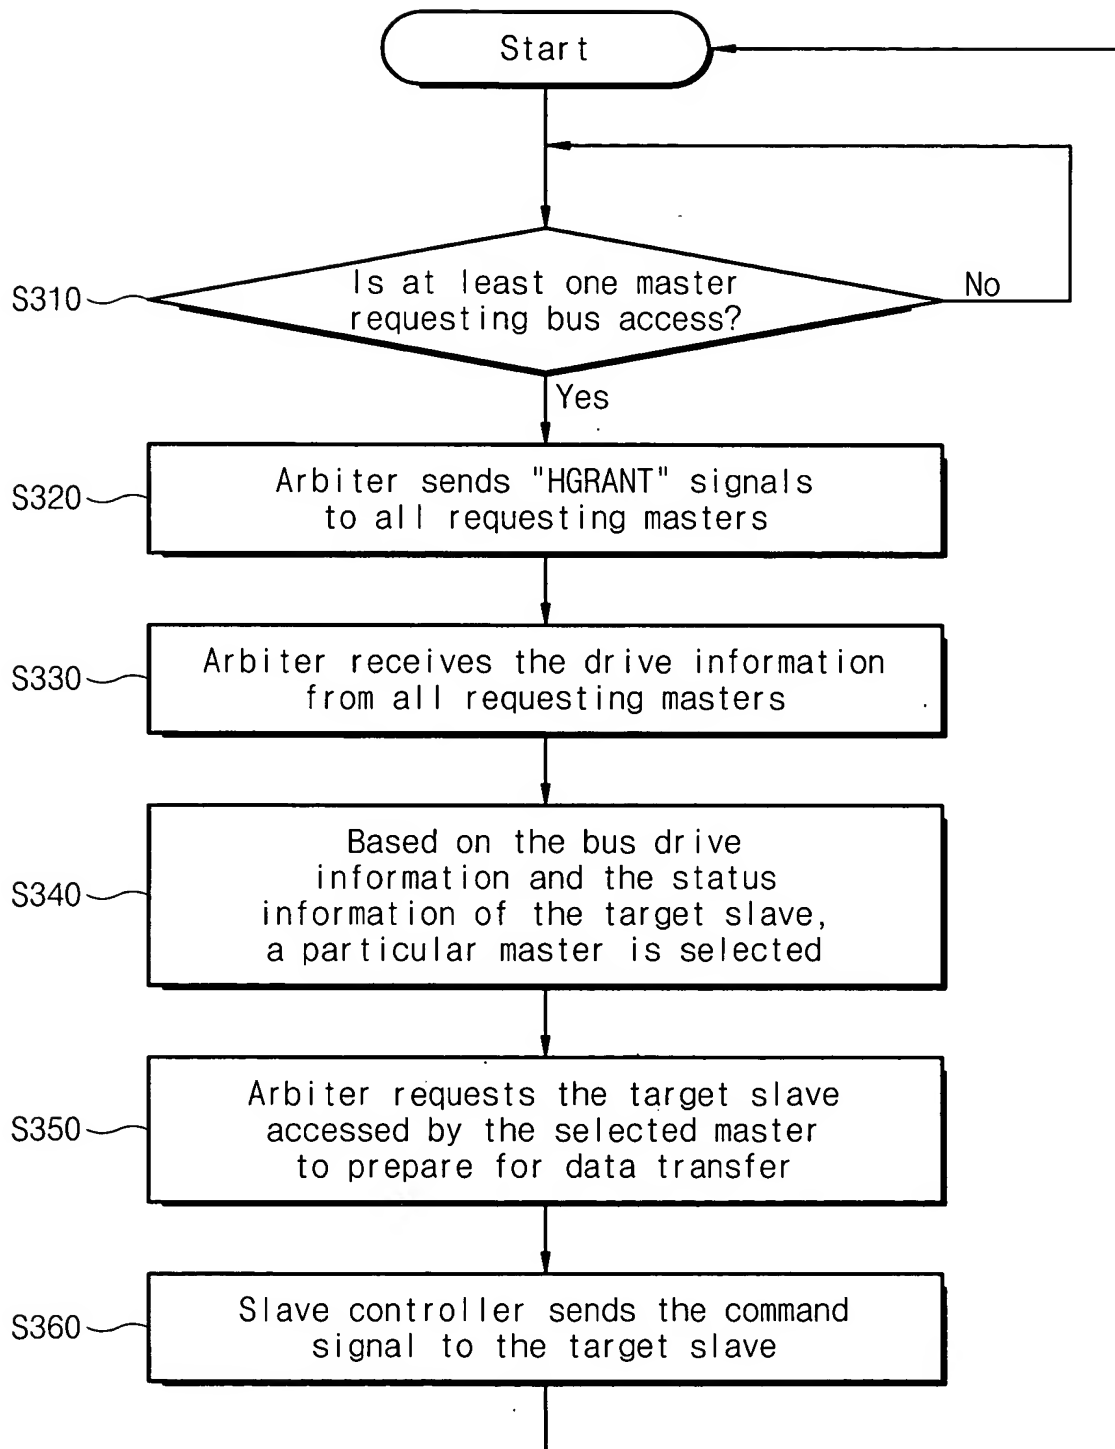 Start
S310
Is at least one master
requesting bus access?
No
Yes
S320
Arbiter sends "HGRANT" signals
to all requesting masters
S330
Arbiter receives the drive information
from all requesting masters
S340
Based on the bus drive
information and the status
information of the target slave,
a particular master is selected
S350
Arbiter requests the target slave
accessed by the selected master
to prepare for data transfer
S360
Slave controller sends the command
signal to the target slave